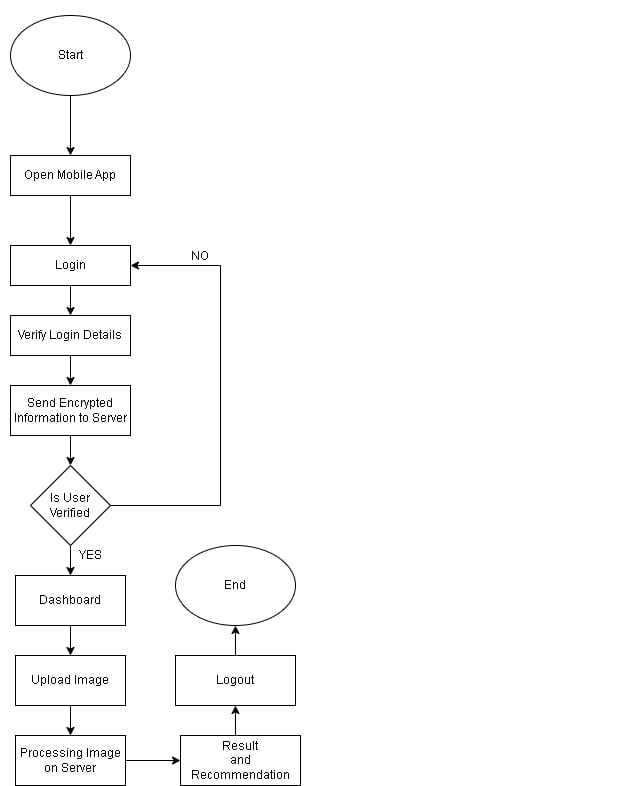 Start
Open Mobile App
Login
NO
Verify Login Details
Send Encrypted
Information to Server
Is User
Verified
YES
Dashboard
End
Upload Image
Logout
Processing Image
on Server
Result
and
Recommendation